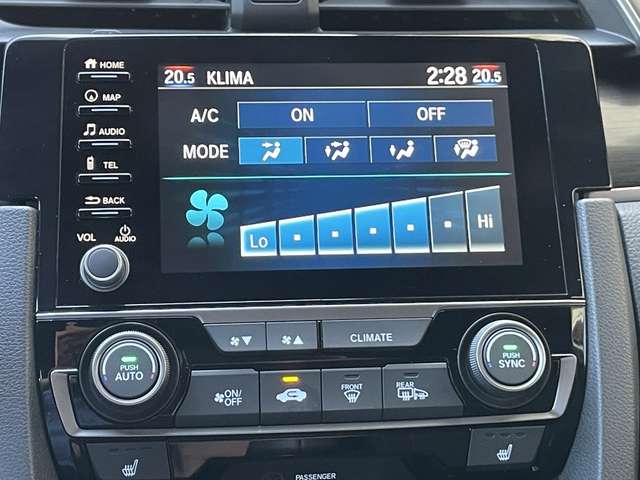 HOME
MAP
AUDIO
TEL
BACK
VOL
AUDIO
20.5 KLIMA 2:28 20.5
A/C ON OFF
MODE
Lo Hi
CLIMATE
PUSH
AUTO
ON/
OFF
FRONT
REAR
PUSH
SYNC
PASSENGER